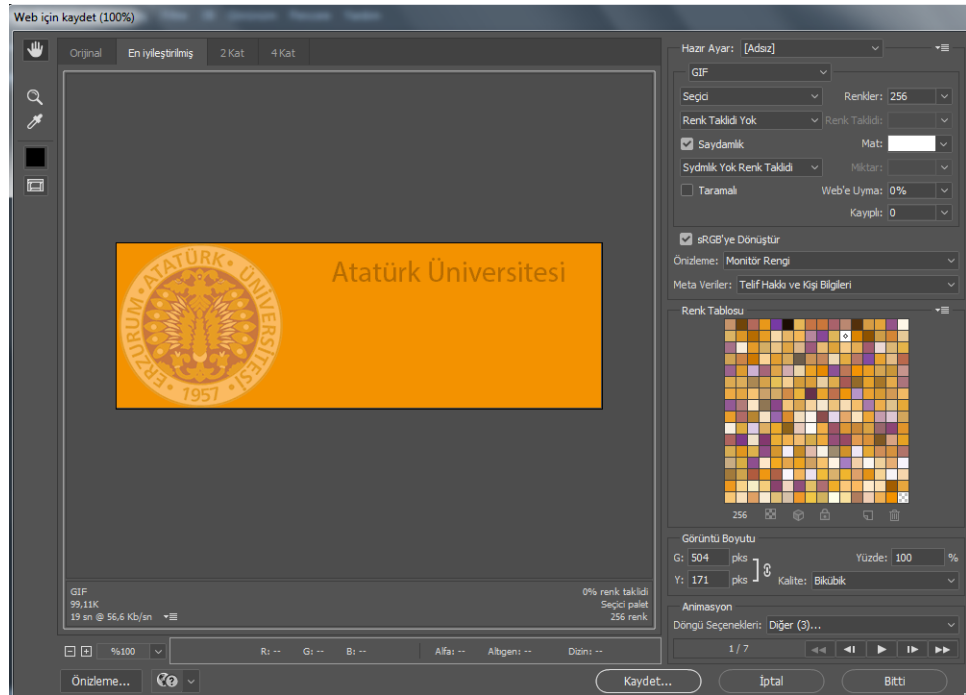 Web için kaydet (100%)
Orijinal
En iyileştirilmiş
2 Kat
4 Kat
Hazır Ayar: [Adsız]
GIF
Seçici
Renkler: 256
Renk Taklidi Yok
Renk Taklidi:
Saydamlık
Mat:
Sydmlık Yok Renk Taklidi
Miktar:
Taramalı
Web'e Uyma: 0%
Kayıplı: 0
sRGB'ye Dönüştür
Önizleme: Monitör Rengi
Meta Veriler: Telif Hakkı ve Kişi Bilgileri
Renk Tablosu
256
ATATÜRK ÜNİVERSİTESİ
ERZURUM
1957
Atatürk Üniversitesi
Görüntü Boyutu
G: 504 pks
Yüzde: 100 %
Y: 171 pks
Kalite: Bikübik
Animasyon
Döngü Seçenekleri: Diğer (3)...
1 / 7
GIF
99,11K
19 sn @ 56,6 Kb/sn
0% renk taklidi
Seçici palet
256 renk
%100
R: --
G: --
B: --
Alfa: --
Altıgen: --
Dizin: --
Önizleme...
Kaydet...
İptal
Bitti